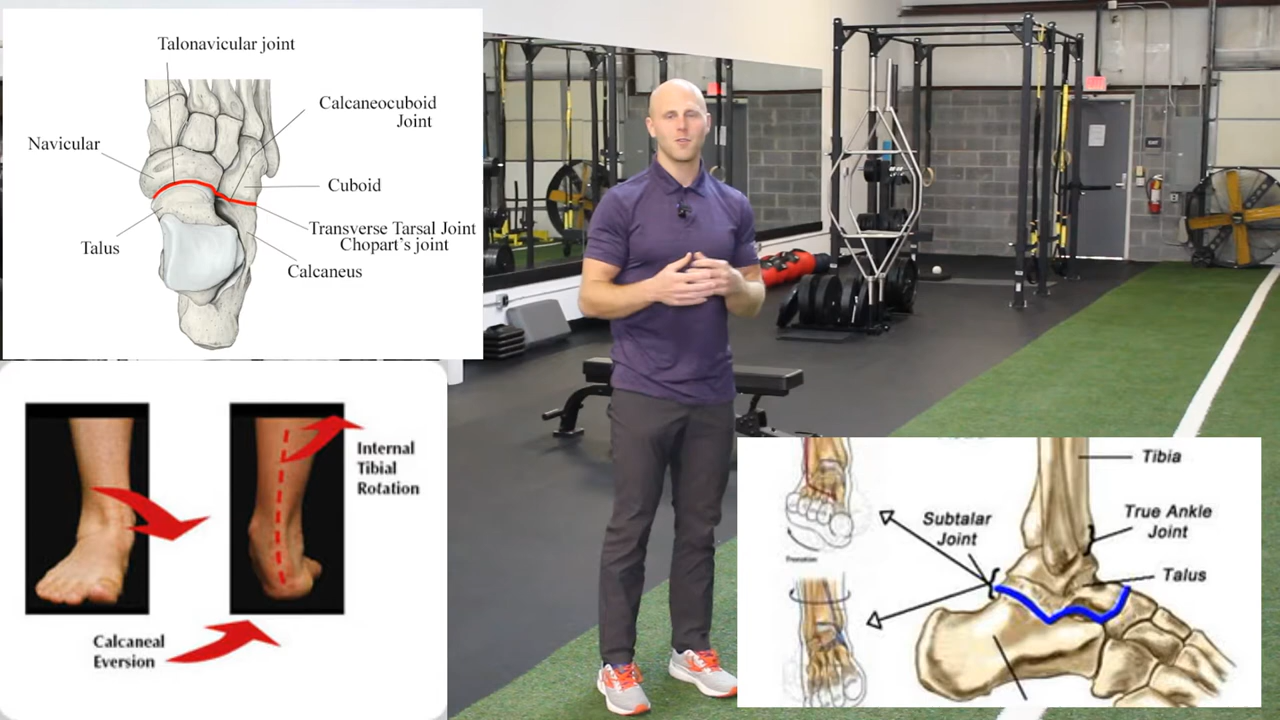 Talonavicular joint
Calcaneocuboid
Joint
Navicular
Cuboid
Transverse Tarsal Joint
Chopart's joint
Talus
Calcaneus
Internal
Tibial
Rotation
Calcaneal
Eversion
Tibia
Subtalar
Joint
True Ankle
Joint
Talus
EXIT